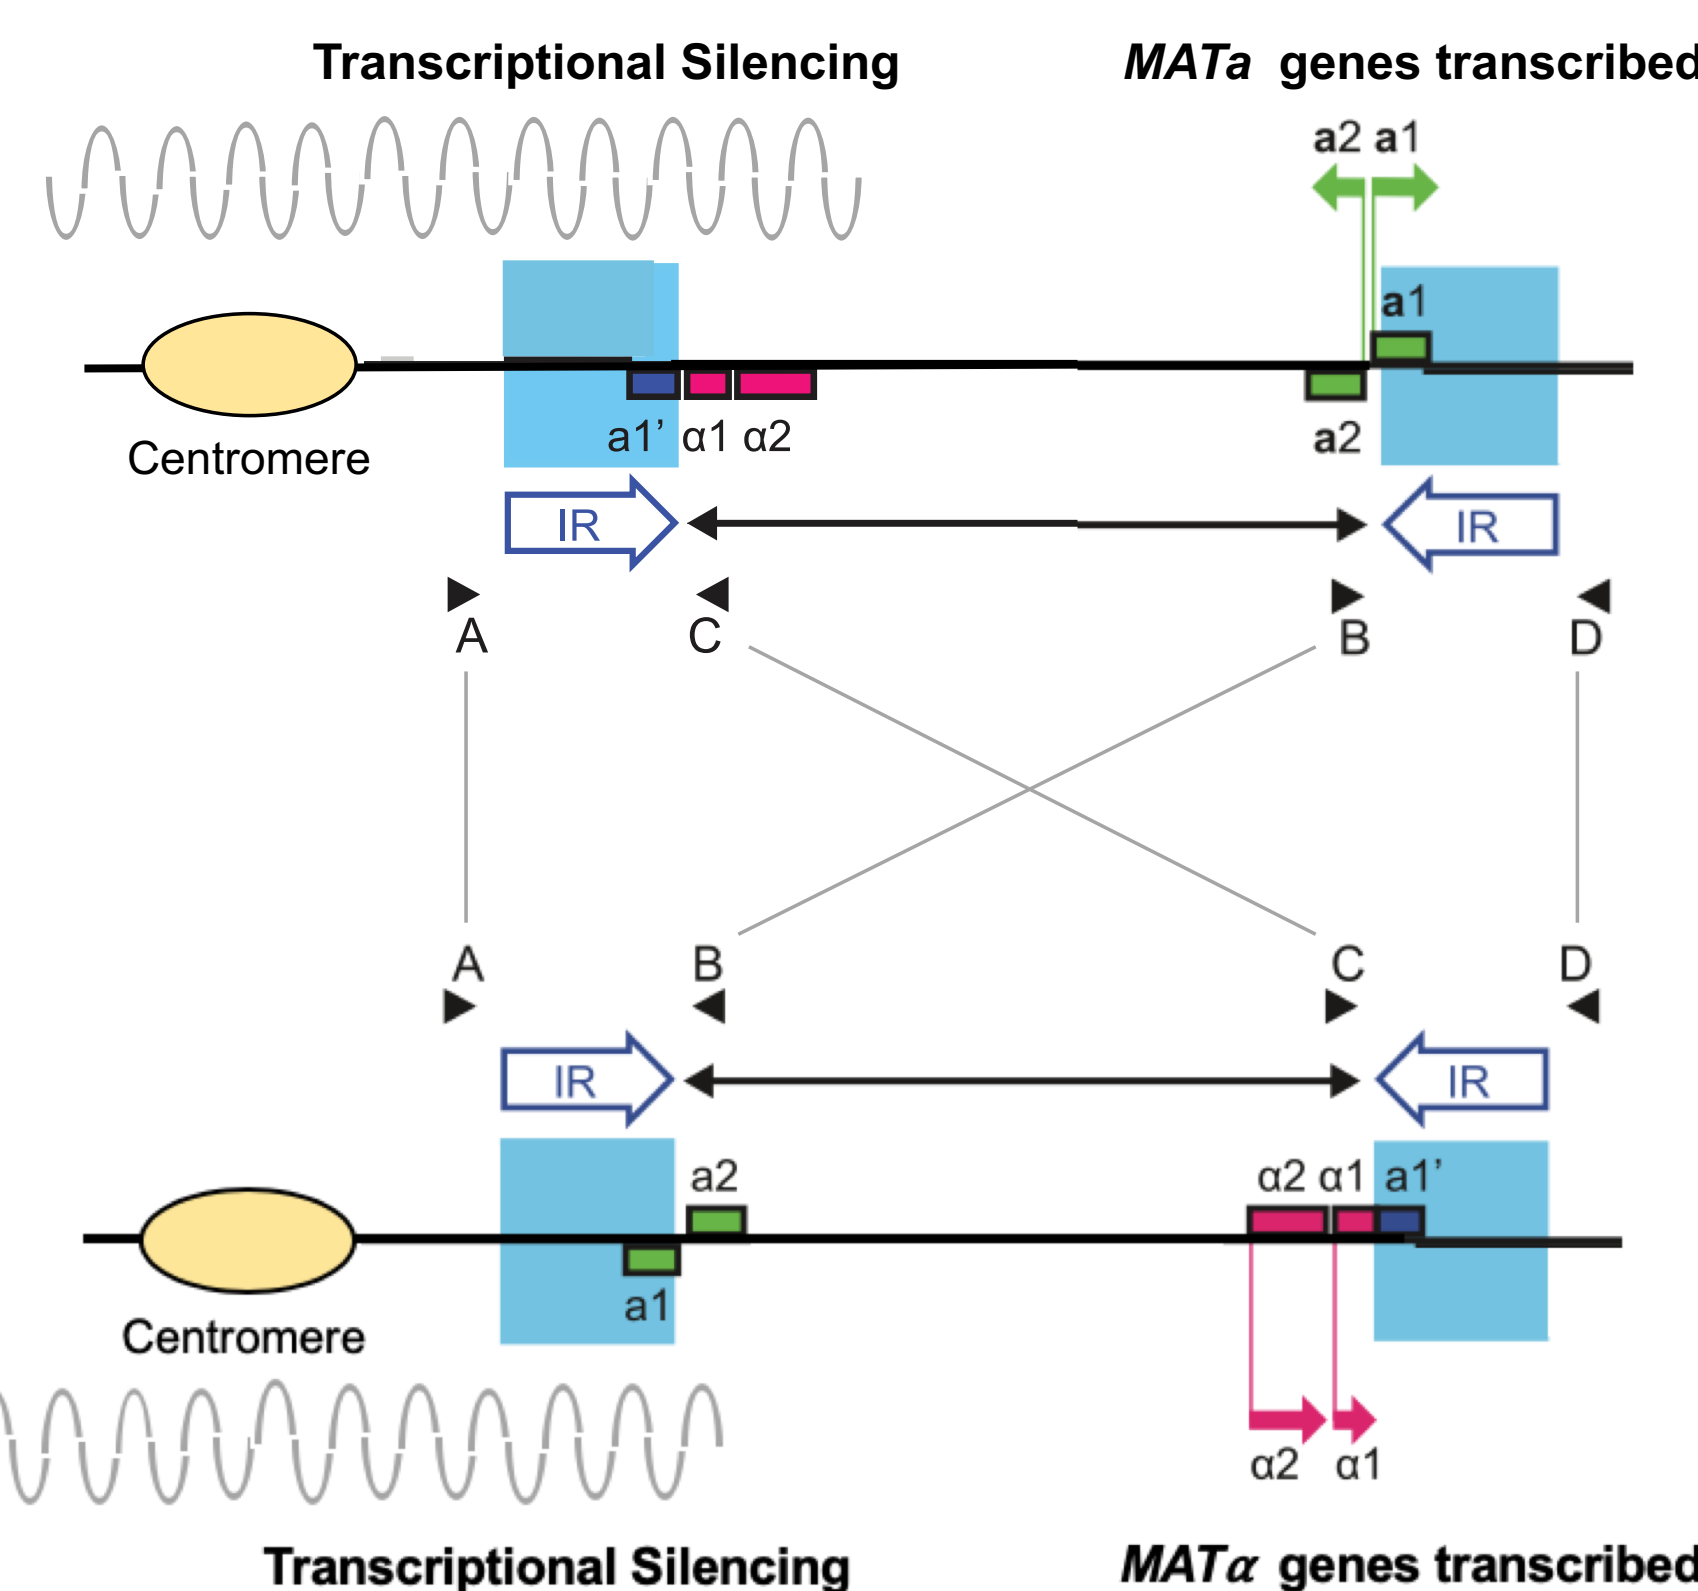 Transcriptional Silencing
MATa genes transcribed
a2 a1
a1
a1’ α1 α2
a2
Centromere
IR
IR
A
C
B
D
A
B
C
D
IR
IR
a2
α2 α1 a1’
a1
Centromere
α2 α1
Transcriptional Silencing
MATα genes transcribed